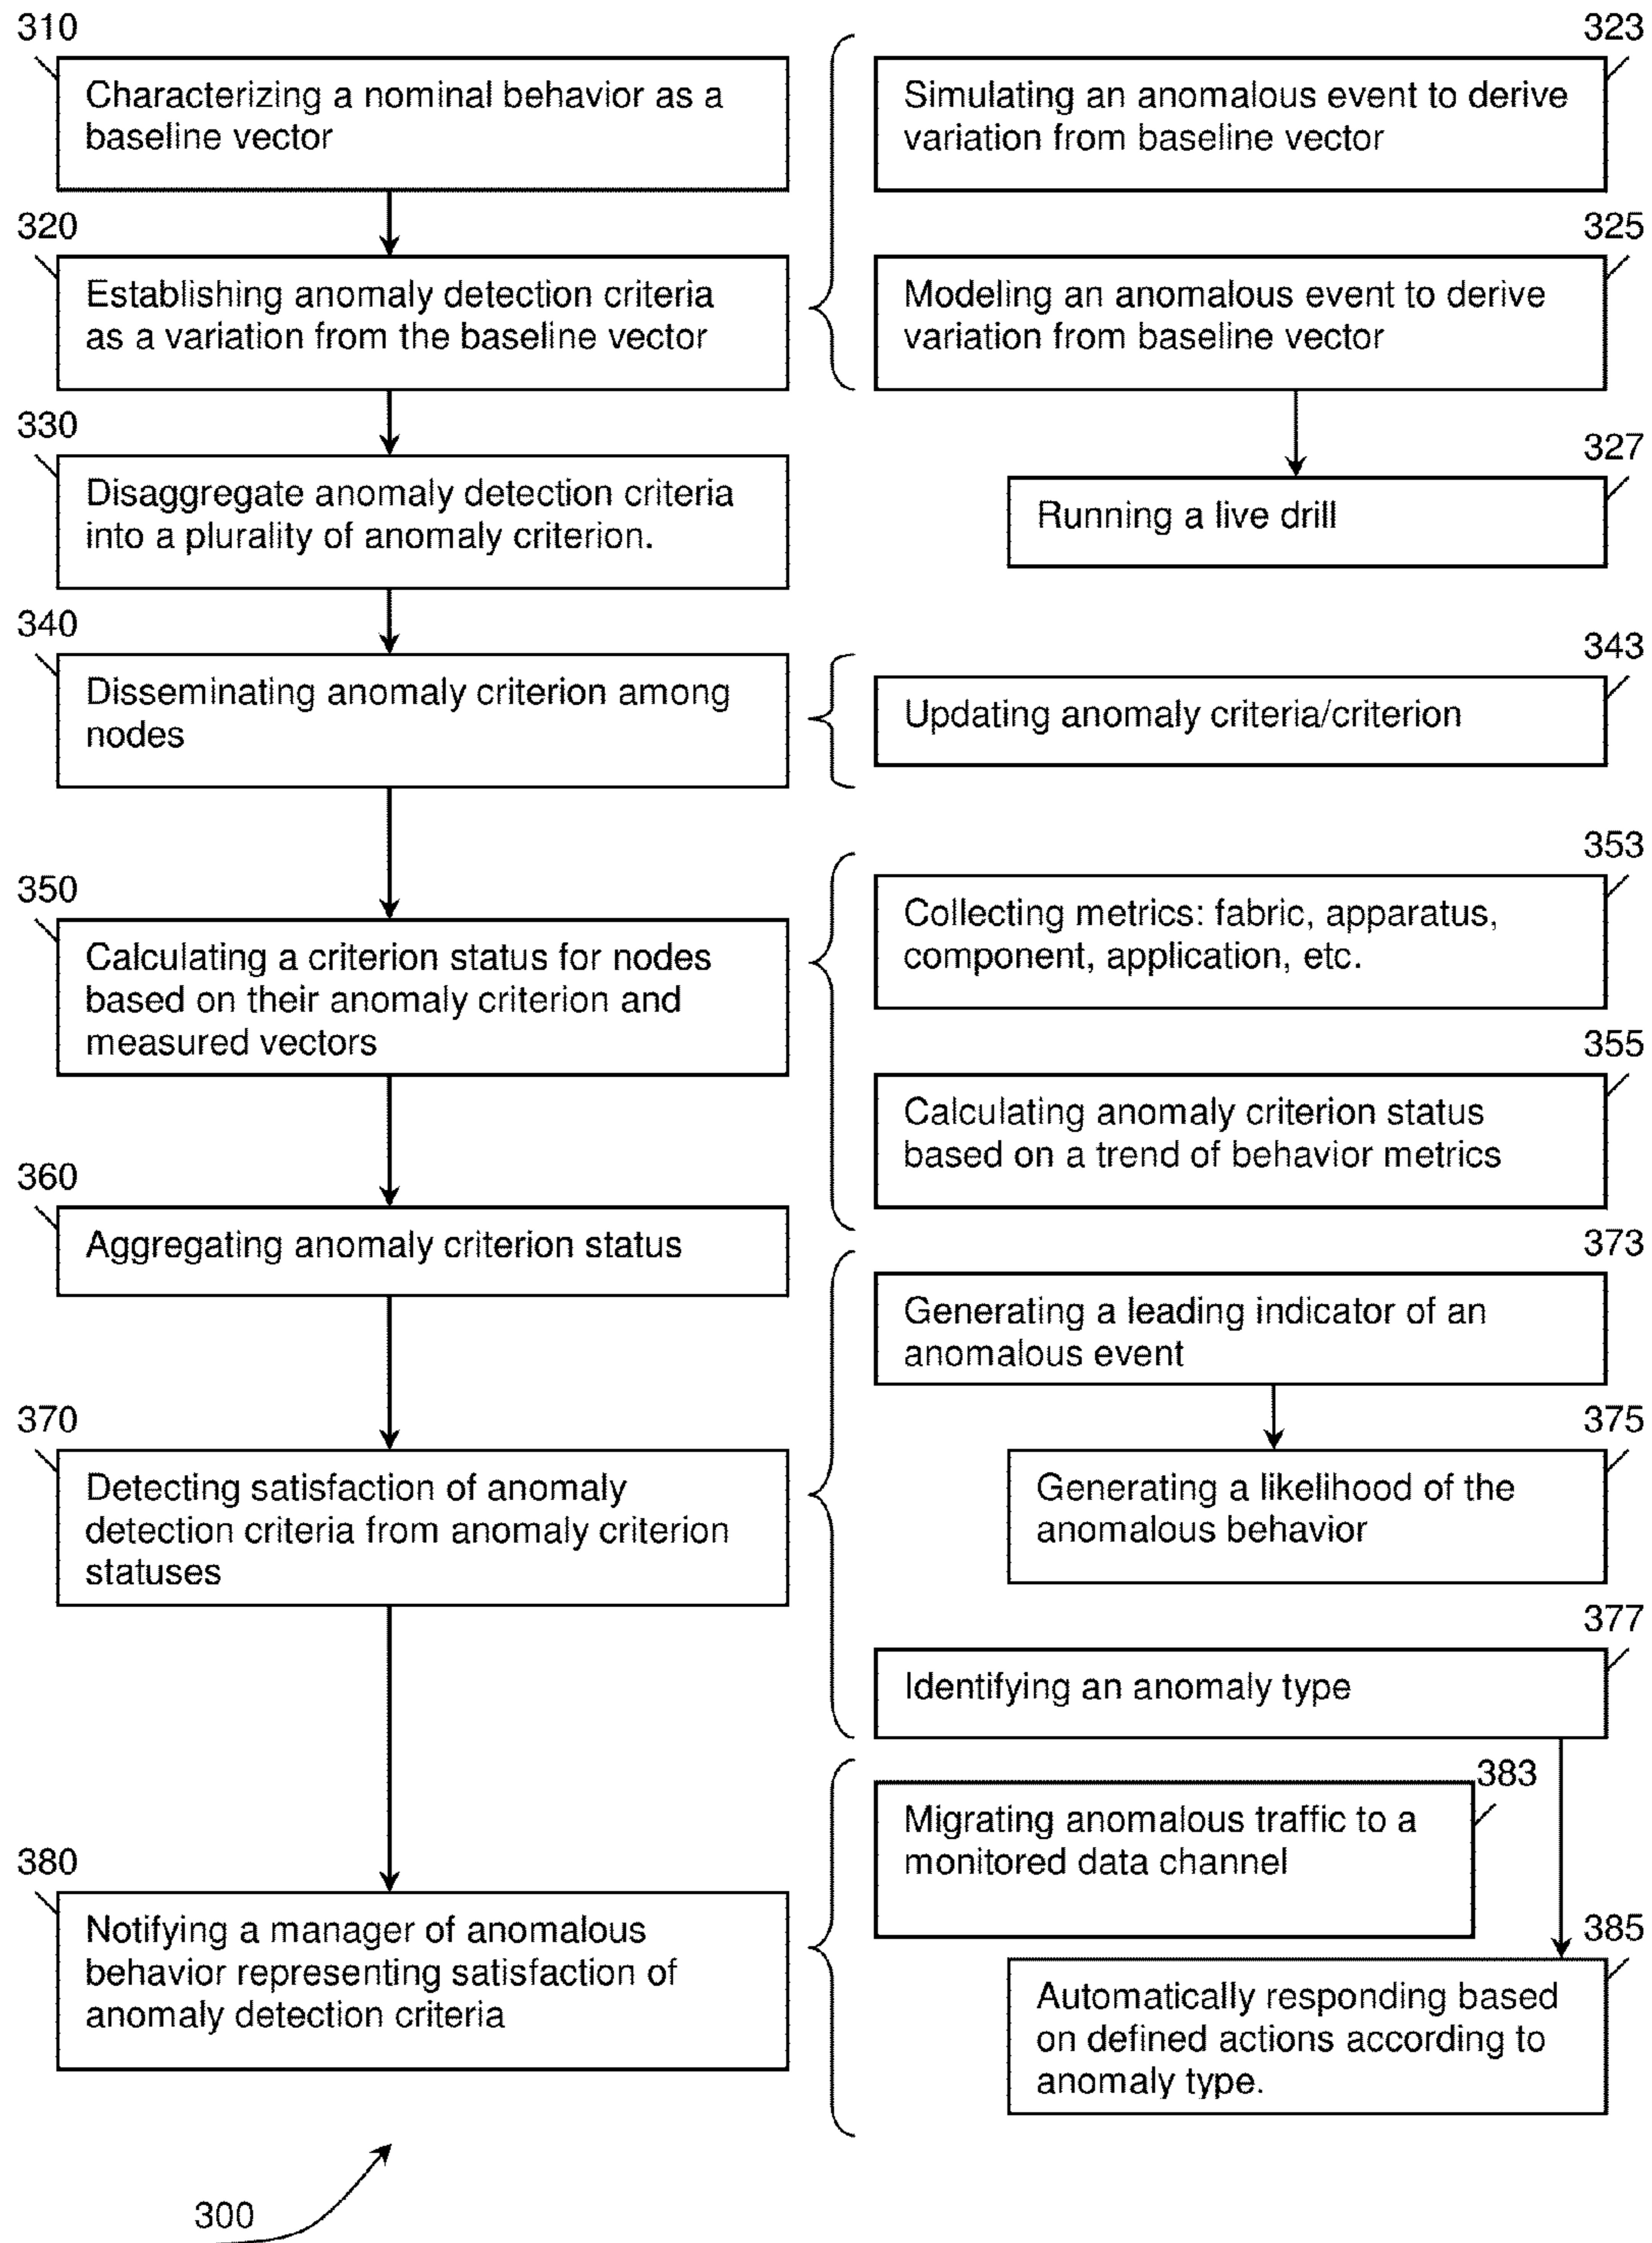 310
Characterizing a nominal behavior as a
baseline vector
323
Simulating an anomalous event to derive
variation from baseline vector
320
Establishing anomaly detection criteria
as a variation from the baseline vector
325
Modeling an anomalous event to derive
variation from baseline vector
330
Disaggregate anomaly detection criteria
into a plurality of anomaly criterion.
327
Running a live drill
340
Disseminating anomaly criterion among
nodes
343
Updating anomaly criteria/criterion
350
Calculating a criterion status for nodes
based on their anomaly criterion and
measured vectors
353
Collecting metrics: fabric, apparatus,
component, application, etc.
355
Calculating anomaly criterion status
based on a trend of behavior metrics
360
Aggregating anomaly criterion status
373
Generating a leading indicator of an
anomalous event
370
Detecting satisfaction of anomaly
detection criteria from anomaly criterion
statuses
375
Generating a likelihood of the
anomalous behavior
377
Identifying an anomaly type
383
Migrating anomalous traffic to a
monitored data channel
380
Notifying a manager of anomalous
behavior representing satisfaction of
anomaly detection criteria
385
Automatically responding based
on defined actions according to
anomaly type.
300